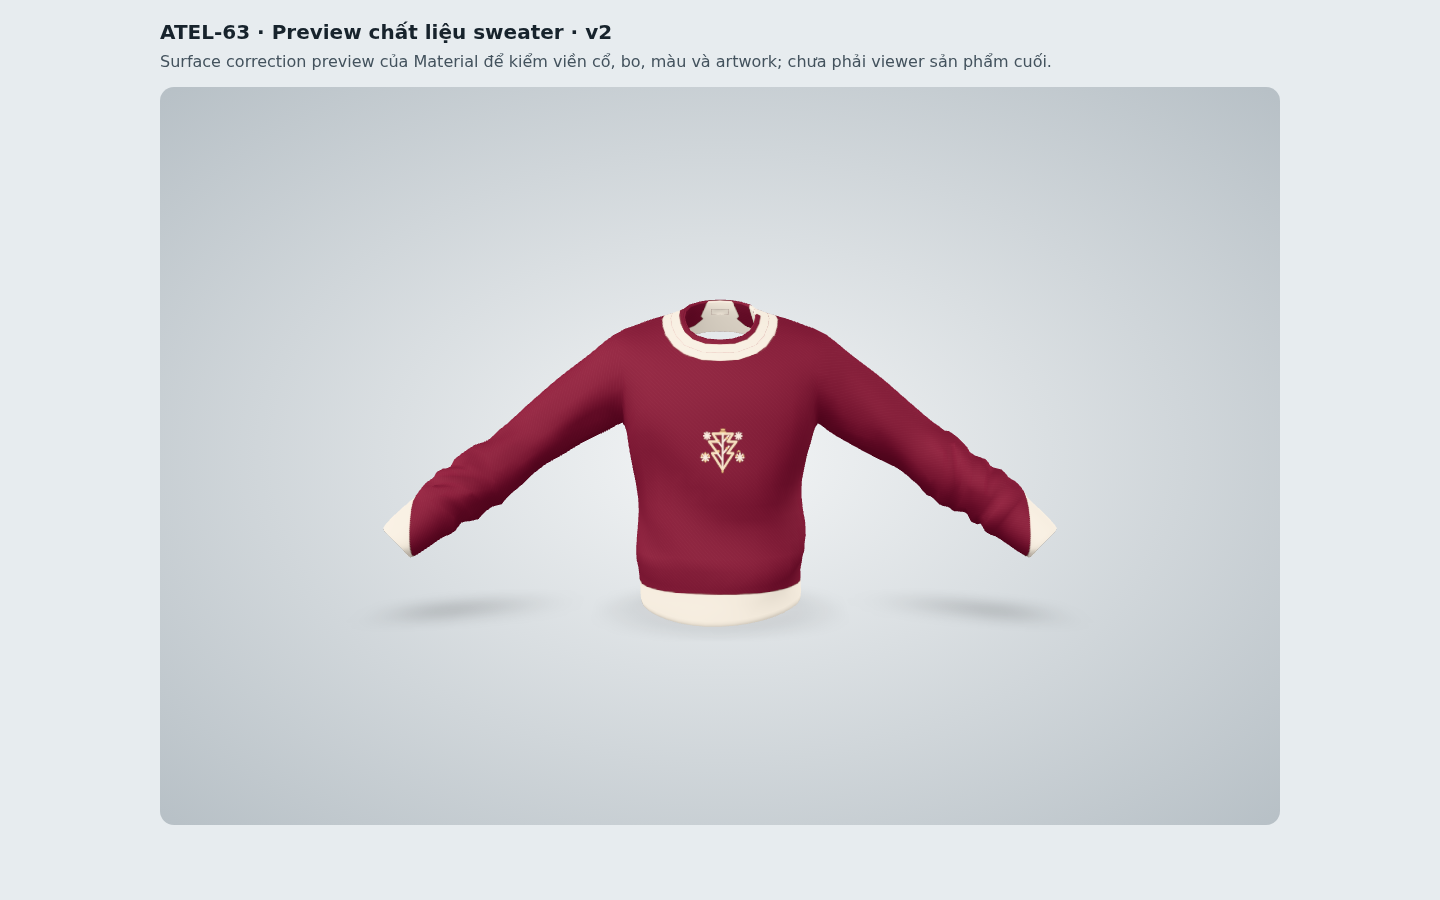 ATEL-63 · Preview chất liệu sweater · v2
Surface correction preview của Material để kiểm viền cổ, bo, màu và artwork; chưa phải viewer sản phẩm cuối.